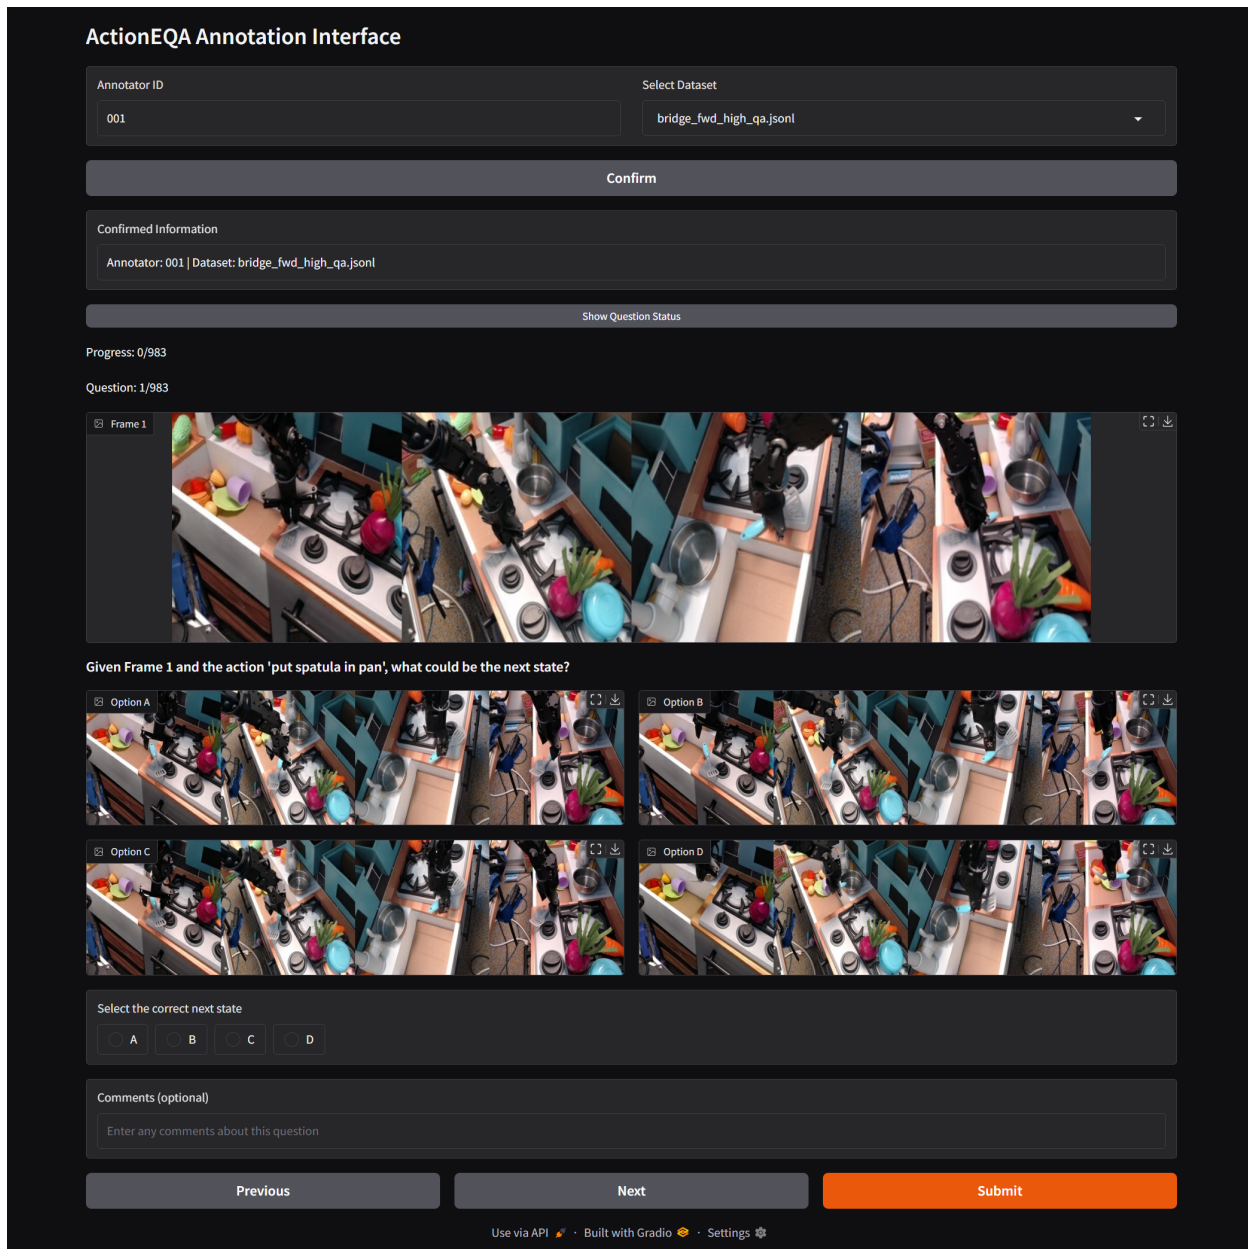 ActionEQA Annotation Interface
Annotator ID
Select Dataset
001
bridge_fwd_high_qa.jsonl
Confirm
Confirmed Information
Annotator: 001 | Dataset: bridge_fwd_high_qa.jsonl
Show Question Status
Progress: 0/983
Question: 1/983
Frame 1
Given Frame 1 and the action 'put spatula in pan', what could be the next state?
Option A
Option B
Option C
Option D
Select the correct next state
A
B
C
D
Comments (optional)
Enter any comments about this question
Previous
Next
Submit
Use via API · Built with Gradio · Settings